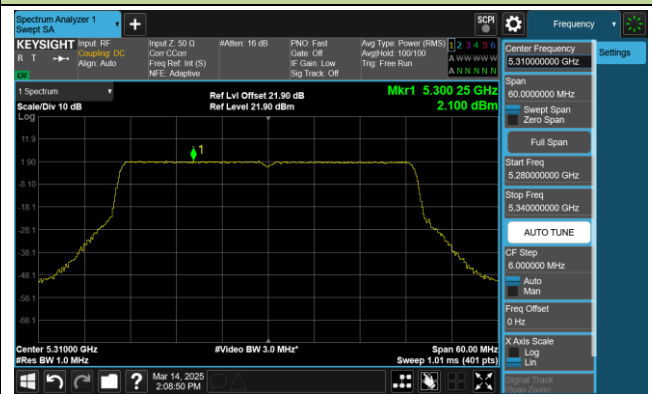 Spectrum Analyzer 1
Swept SA
+
SCPI
Frequency
KEYSIGHT
R T
Input: RF
Coupling: DC
Align: Auto
Input Z: 50 Ω
Corr CCorr
Freq Ref: Int (S)
NFE: Adaptive
#Atten: 16 dB
PNO: Fast
Gate: Off
IF Gain: Low
Sig Track: Off
Avg Type: Power (RMS)
Avg|Hold: 100/100
Trig: Free Run
1 2 3 4 5 6
A W W W W W
A N N N N N
Center Frequency
5.310000000 GHz
Settings
Span
60.0000000 MHz
Swept Span
Zero Span
Full Span
Start Freq
5.280000000 GHz
Stop Freq
5.340000000 GHz
AUTO TUNE
CF Step
6.000000 MHz
Auto
Man
Freq Offset
0 Hz
X Axis Scale
Log
Lin
Signal Track
(Span Zoom)
1 Spectrum
Scale/Div 10 dB
Log
Ref Lvl Offset 21.90 dB
Ref Level 21.90 dBm
Mkr1 5.300 25 GHz
2.100 dBm
1
11.9
1.90
-8.10
-18.1
-28.1
-38.1
-48.1
-58.1
-68.1
Center 5.31000 GHz
#Res BW 1.0 MHz
#Video BW 3.0 MHz*
Span 60.00 MHz
Sweep 1.01 ms (401 pts)
?
Mar 14, 2025
2:08:50 PM